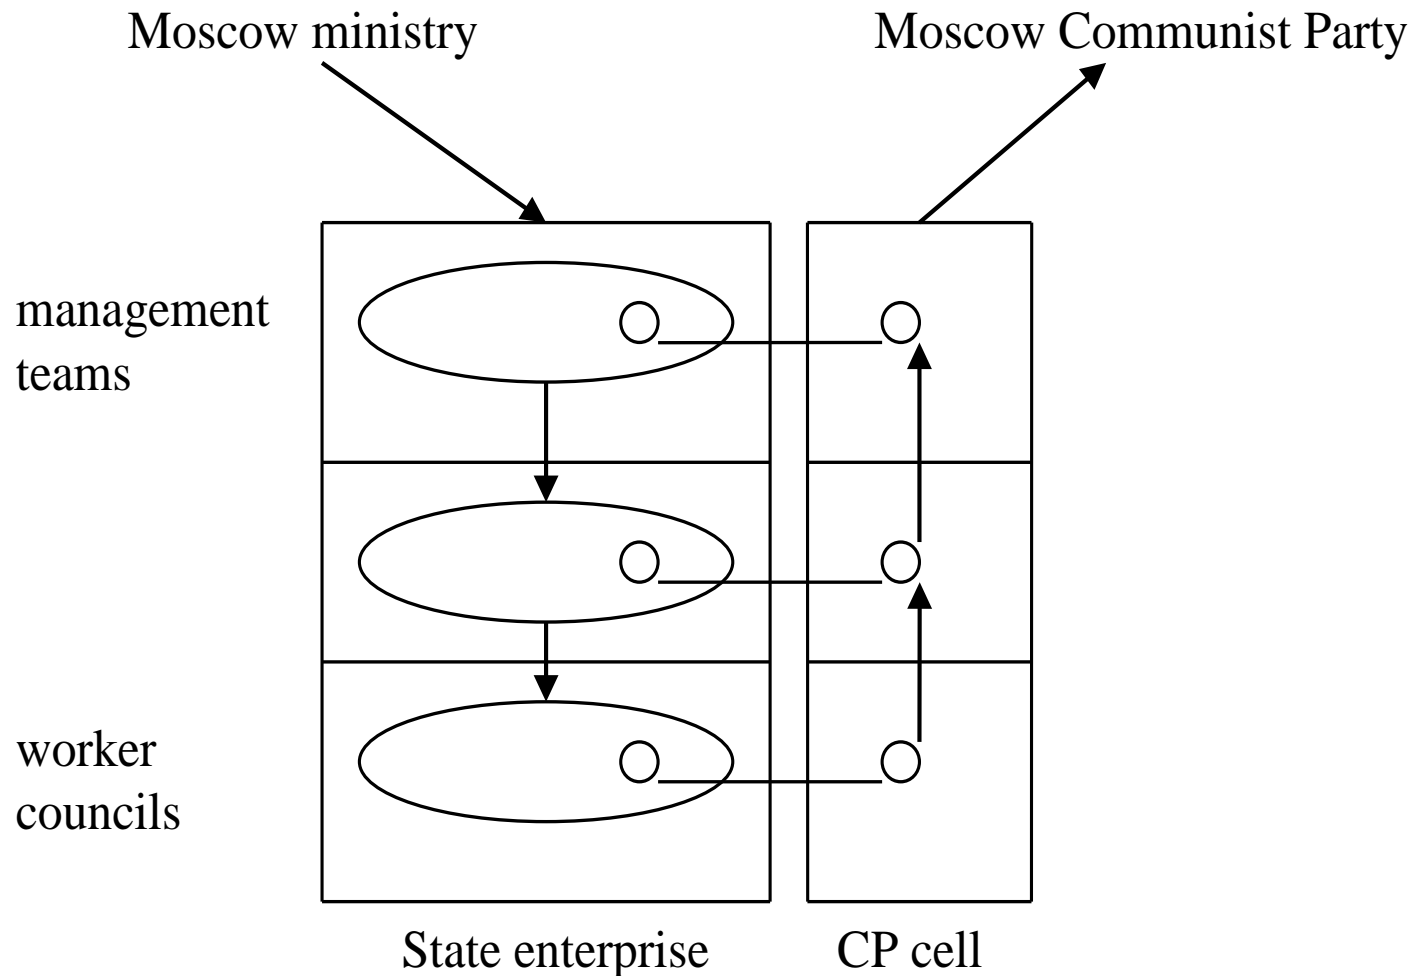 Moscow ministry
Moscow Communist Party
management
teams
worker
councils
State enterprise
CP cell